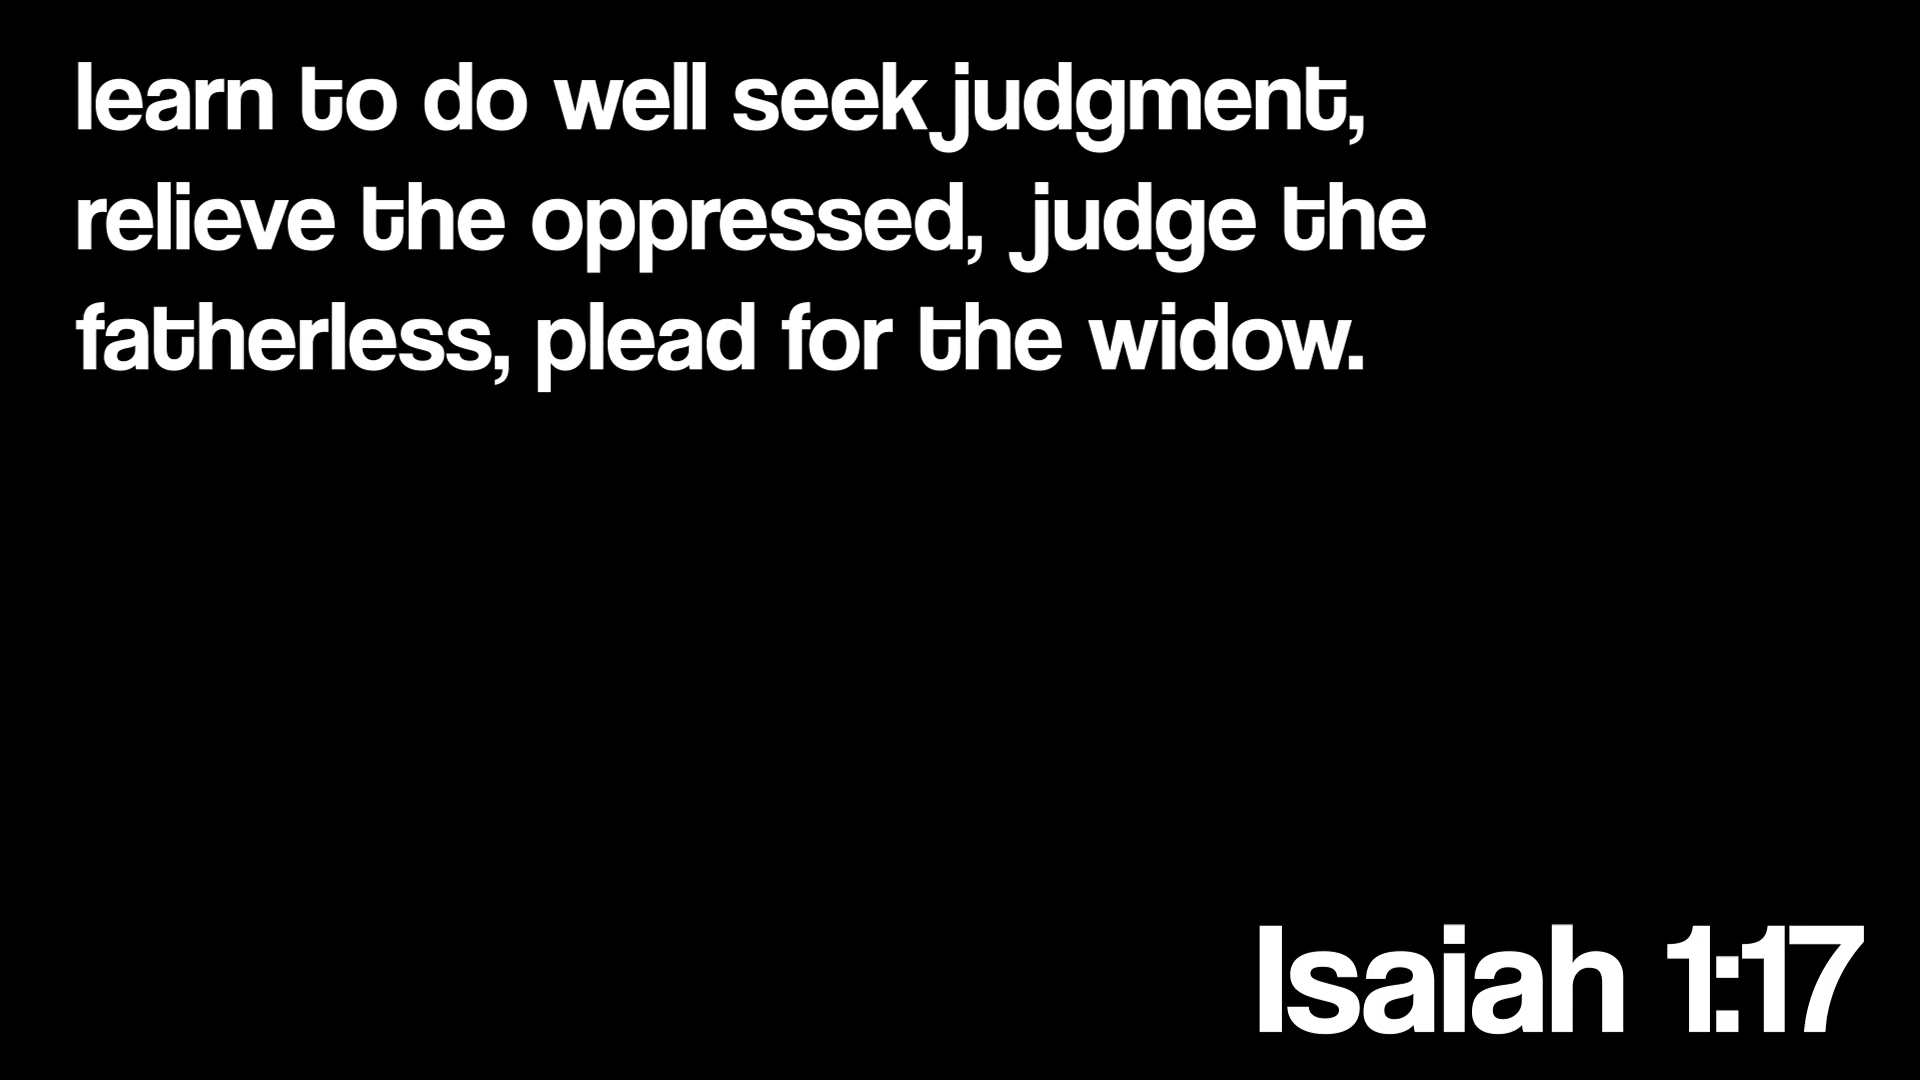 learn to do well seek judgment,
relieve the oppressed, judge the
fatherless, plead for the widow.
Isaiah 1:17